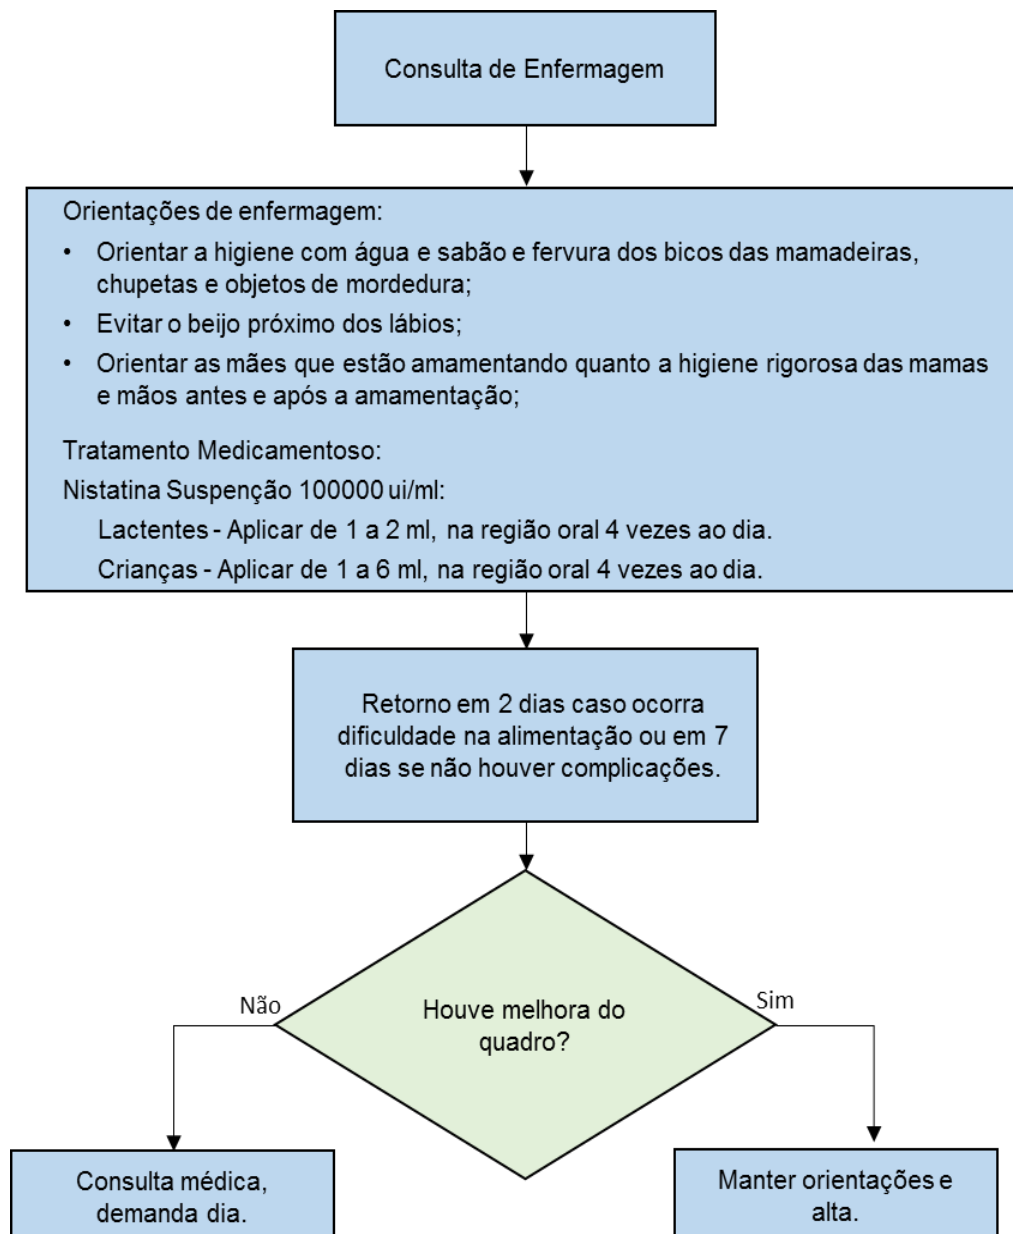 Consulta de Enfermagem
Orientações de enfermagem:
• Orientar a higiene com água e sabão e fervura dos bicos das mamadeiras,
chupetas e objetos de mordedura;
• Evitar o beijo próximo dos lábios;
• Orientar as mães que estão amamentando quanto a higiene rigorosa das mamas
e mãos antes e após a amamentação;
Tratamento Medicamentoso:
Nistatina Suspenção 100000 ui/ml:
Lactentes - Aplicar de 1 a 2 ml, na região oral 4 vezes ao dia.
Crianças - Aplicar de 1 a 6 ml, na região oral 4 vezes ao dia.
Retorno em 2 dias caso ocorra
dificuldade na alimentação ou em 7
dias se não houver complicações.
Não
Sim
Houve melhora do
quadro?
Consulta médica,
demanda dia.
Manter orientações e
alta.